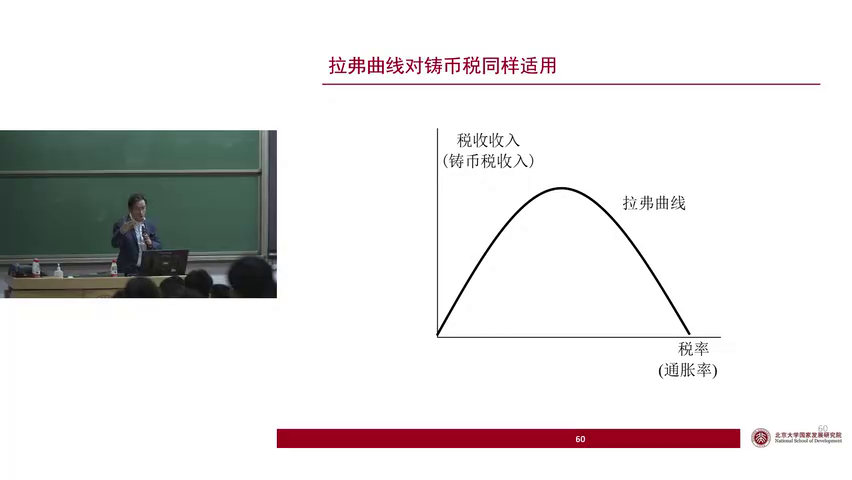 拉弗曲线对铸币税同样适用
税收收入
(铸币税收入)
拉弗曲线
税率
(通胀率)
60
60
北京大学国家发展研究院
National School of Development